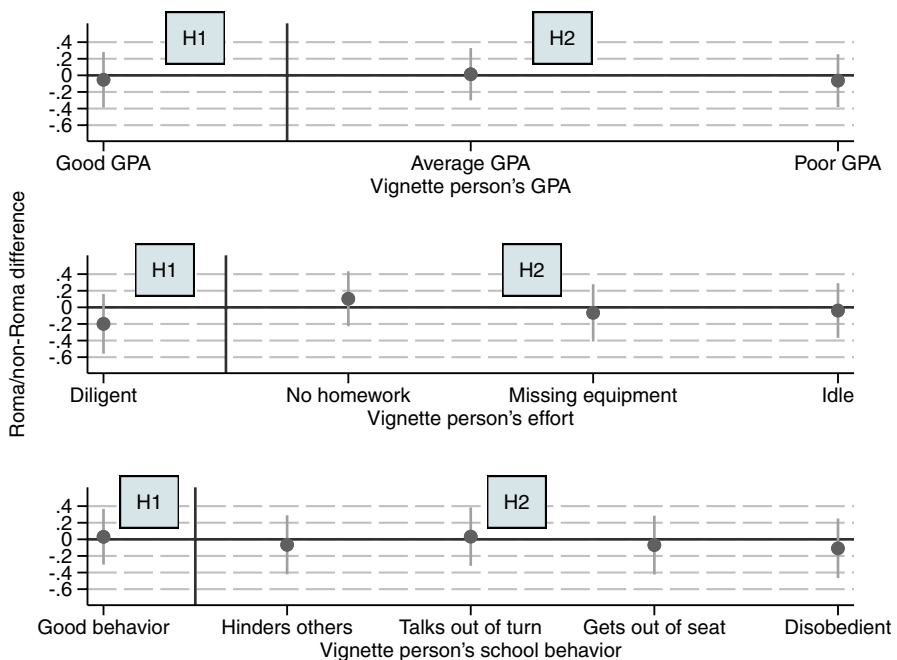 H1
H2
.4
.2
0
-.2
-.4
-.6
Good GPA
Average GPA
Poor GPA
Vignette person's GPA
Roma/non-Roma difference
H1
H2
.4
.2
0
-.2
-.4
-.6
Diligent
No homework
Missing equipment
Idle
Vignette person's effort
H1
H2
.4
.2
0
-.2
-.4
-.6
Good behavior
Hinders others
Talks out of turn
Gets out of seat
Disobedient
Vignette person's school behavior